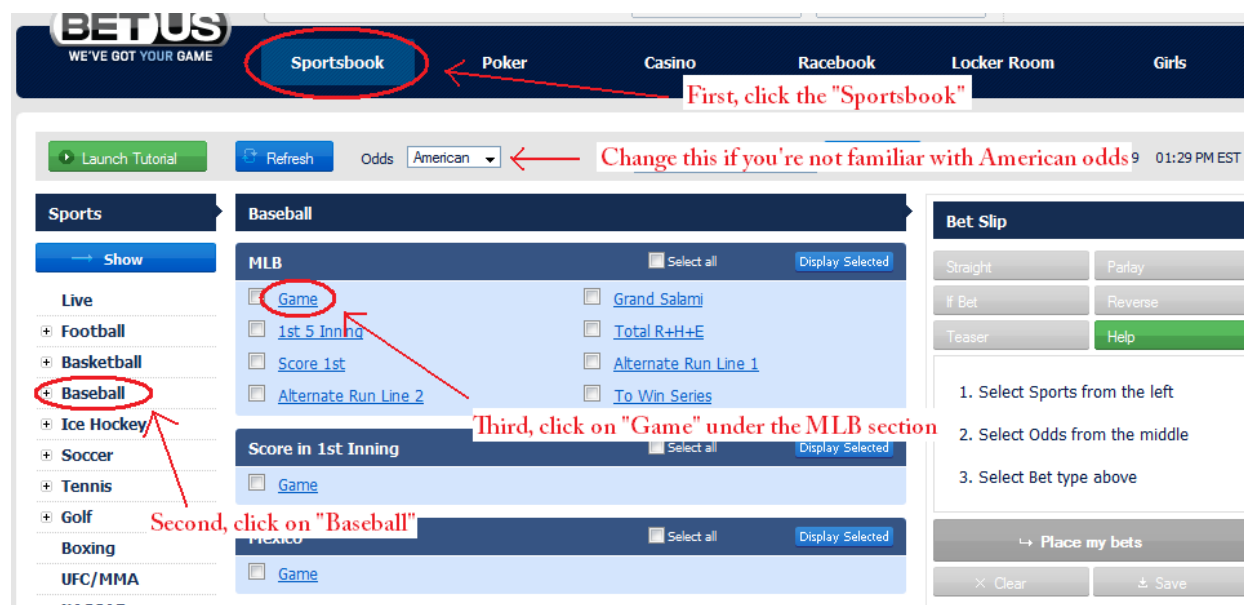 BETUS
WE'VE GOT YOUR GAME
Sportsbook
Poker
Casino
Racebook
Locker Room
Girls
First, click the "Sportsbook"
Launch Tutorial
Refresh
Odds
American
Change this if you're not familiar with American odds
9 01:29 PM EST
Sports
Show
Live
Football
Basketball
Baseball
Ice Hockey
Soccer
Tennis
Golf
Boxing
UFC/MMA
Second, click on "Baseball"
Baseball
MLB
Select all
Display Selected
Game
Grand Salami
1st 5 Inning
Total R+H+E
Score 1st
Alternate Run Line 1
Alternate Run Line 2
To Win Series
Third, click on "Game" under the MLB section
Score in 1st Inning
Select all
Display Selected
Game
Mexico
Select all
Display Selected
Game
Bet Slip
Straight
Parlay
If Bet
Reverse
Teaser
Help
1. Select Sports from the left
2. Select Odds from the middle
3. Select Bet type above
Place my bets
Clear
Save